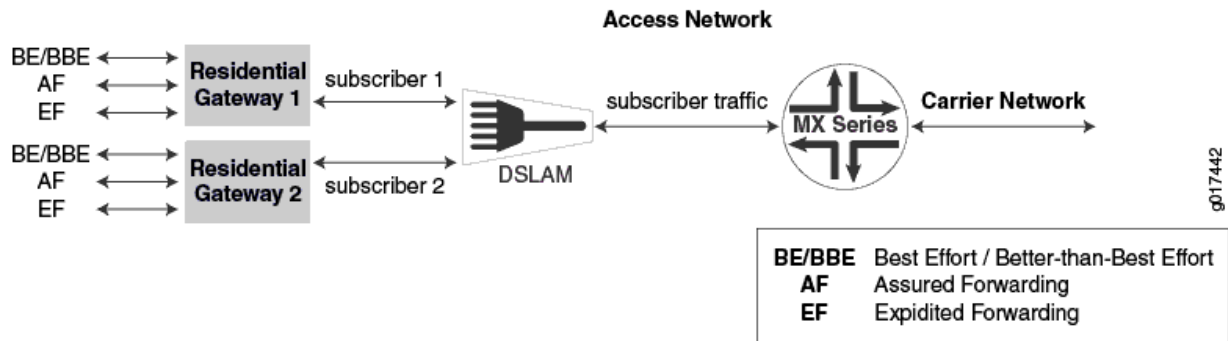 Access Network
BE/BBE
AF
EF
Residential
Gateway 1
subscriber 1
BE/BBE
AF
EF
Residential
Gateway 2
subscriber 2
DSLAM
subscriber traffic
MX Series
Carrier Network
g017442
BE/BBE Best Effort / Better-than-Best Effort
AF Assured Forwarding
EF Expidited Forwarding